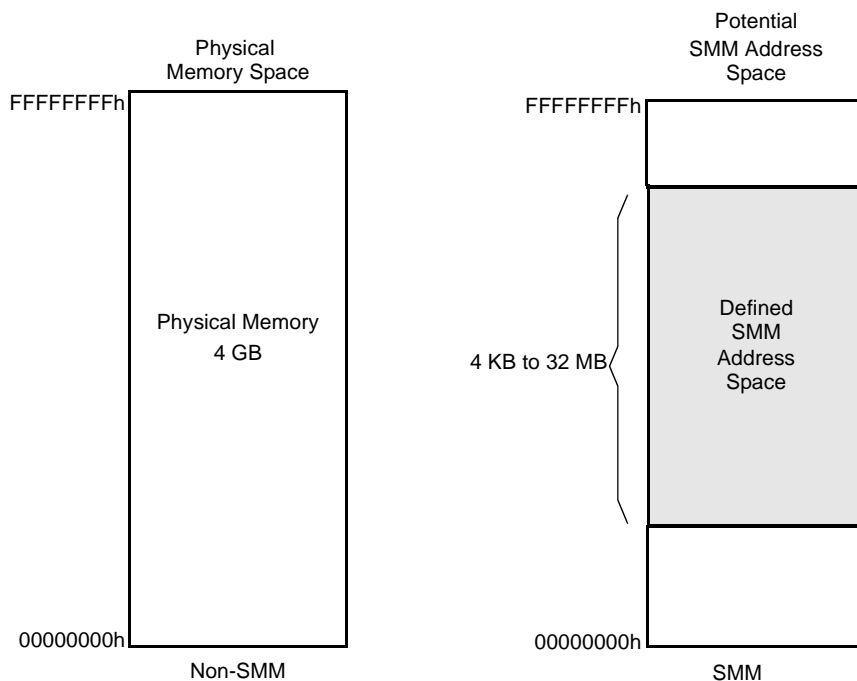 Physical
Memory Space
FFFFFFFFh
Physical Memory
4 GB
00000000h
Non-SMM
Potential
SMM Address
Space
FFFFFFFFh
4 KB to 32 MB
Defined
SMM
Address
Space
00000000h
SMM